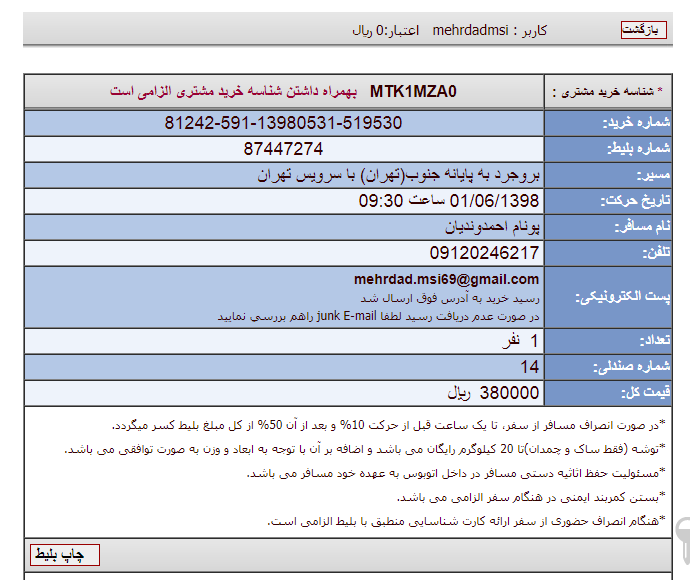 بازگشت
کاربر : mehrdadmsi اعتبار:0 ریال
* شناسه خرید مشتری : MTK1MZA0 بهمراه داشتن شناسه خرید مشتری الزامی است
شماره خرید: 81242-591-13980531-519530
شماره بلیط: 87447274
مسیر: بروجرد به پایانه جنوب(تهران) با سرویس تهران
تاریخ حرکت: 01/06/1398 ساعت 09:30
نام مسافر: پونام احمدوندیان
تلفن: 09120246217
پست الکترونیکی: mehrdad.msi69@gmail.com
رسید خرید به آدرس فوق ارسال شد
در صورت عدم دریافت رسید لطفا junk E-mail راهم بررسي نمایید
تعداد: 1 نفر
شماره صندلی: 14
قیمت کل: 380000 ریال
*در صورت انصراف مسافر از سفر، تا یک ساعت قبل از حرکت 10% و بعد از آن 50% از کل مبلغ بلیط کسر میگردد.
*توشه (فقط ساک و چمدان)تا 20 کیلوگرم رایگان می باشد و اضافه بر آن با توجه به ابعاد و وزن به صورت توافقی می باشد.
*مسئولیت حفظ اثاثیه دستی مسافر در داخل اتوبوس به عهده خود مسافر می باشد.
*بستن کمربند ایمنی در هنگام سفر الزامی می باشد.
*هنگام انصراف حضوری از سفر ارائه کارت شناسایی منطبق با بلیط الزامی است.
چاپ بلیط